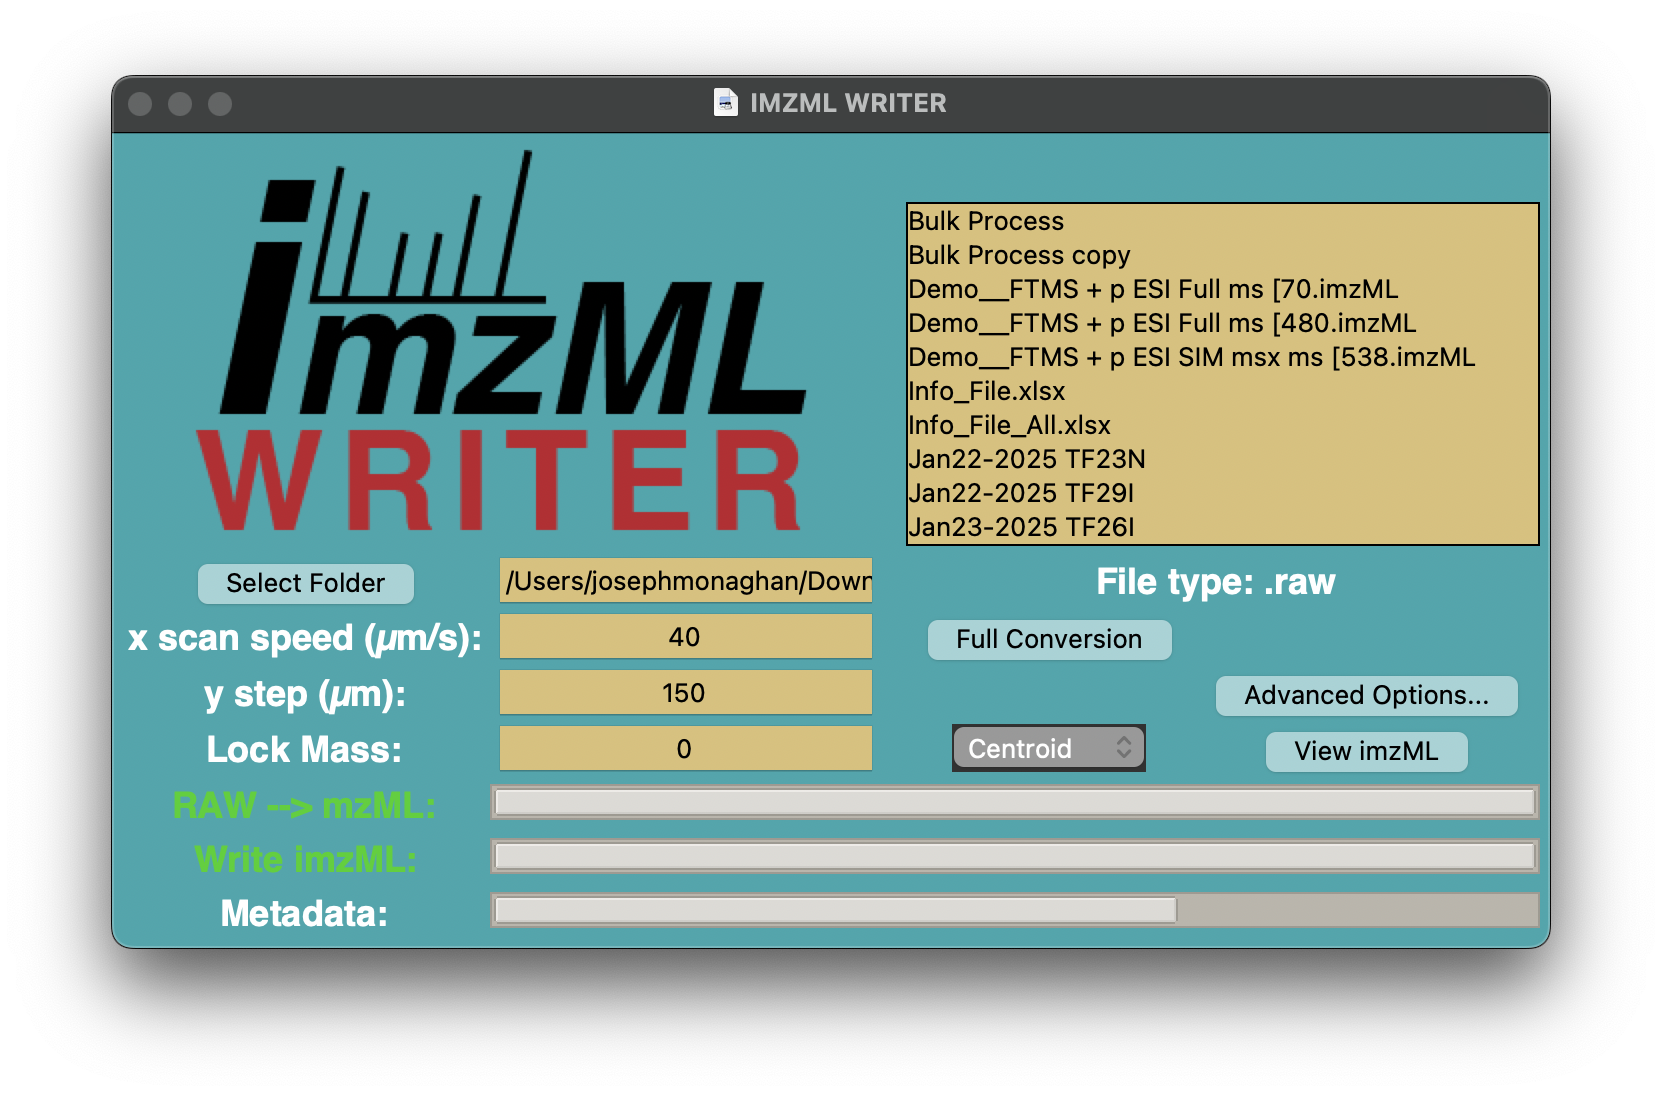 IMZML WRITER
imzML
WRITER
Bulk Process
Bulk Process copy
Demo__FTMS + p ESI Full ms [70.imzML
Demo__FTMS + p ESI Full ms [480.imzML
Demo__FTMS + p ESI SIM msx ms [538.imzML
Info_File.xlsx
Info_File_All.xlsx
Jan22-2025 TF23N
Jan22-2025 TF29I
Jan23-2025 TF26I
Select Folder
/Users/josephmonaghan/Down
File type: .raw
x scan speed (µm/s):
40
Full Conversion
y step (µm):
150
Advanced Options...
Lock Mass:
0
Centroid
View imzML
RAW --> mzML:
Write imzML:
Metadata: